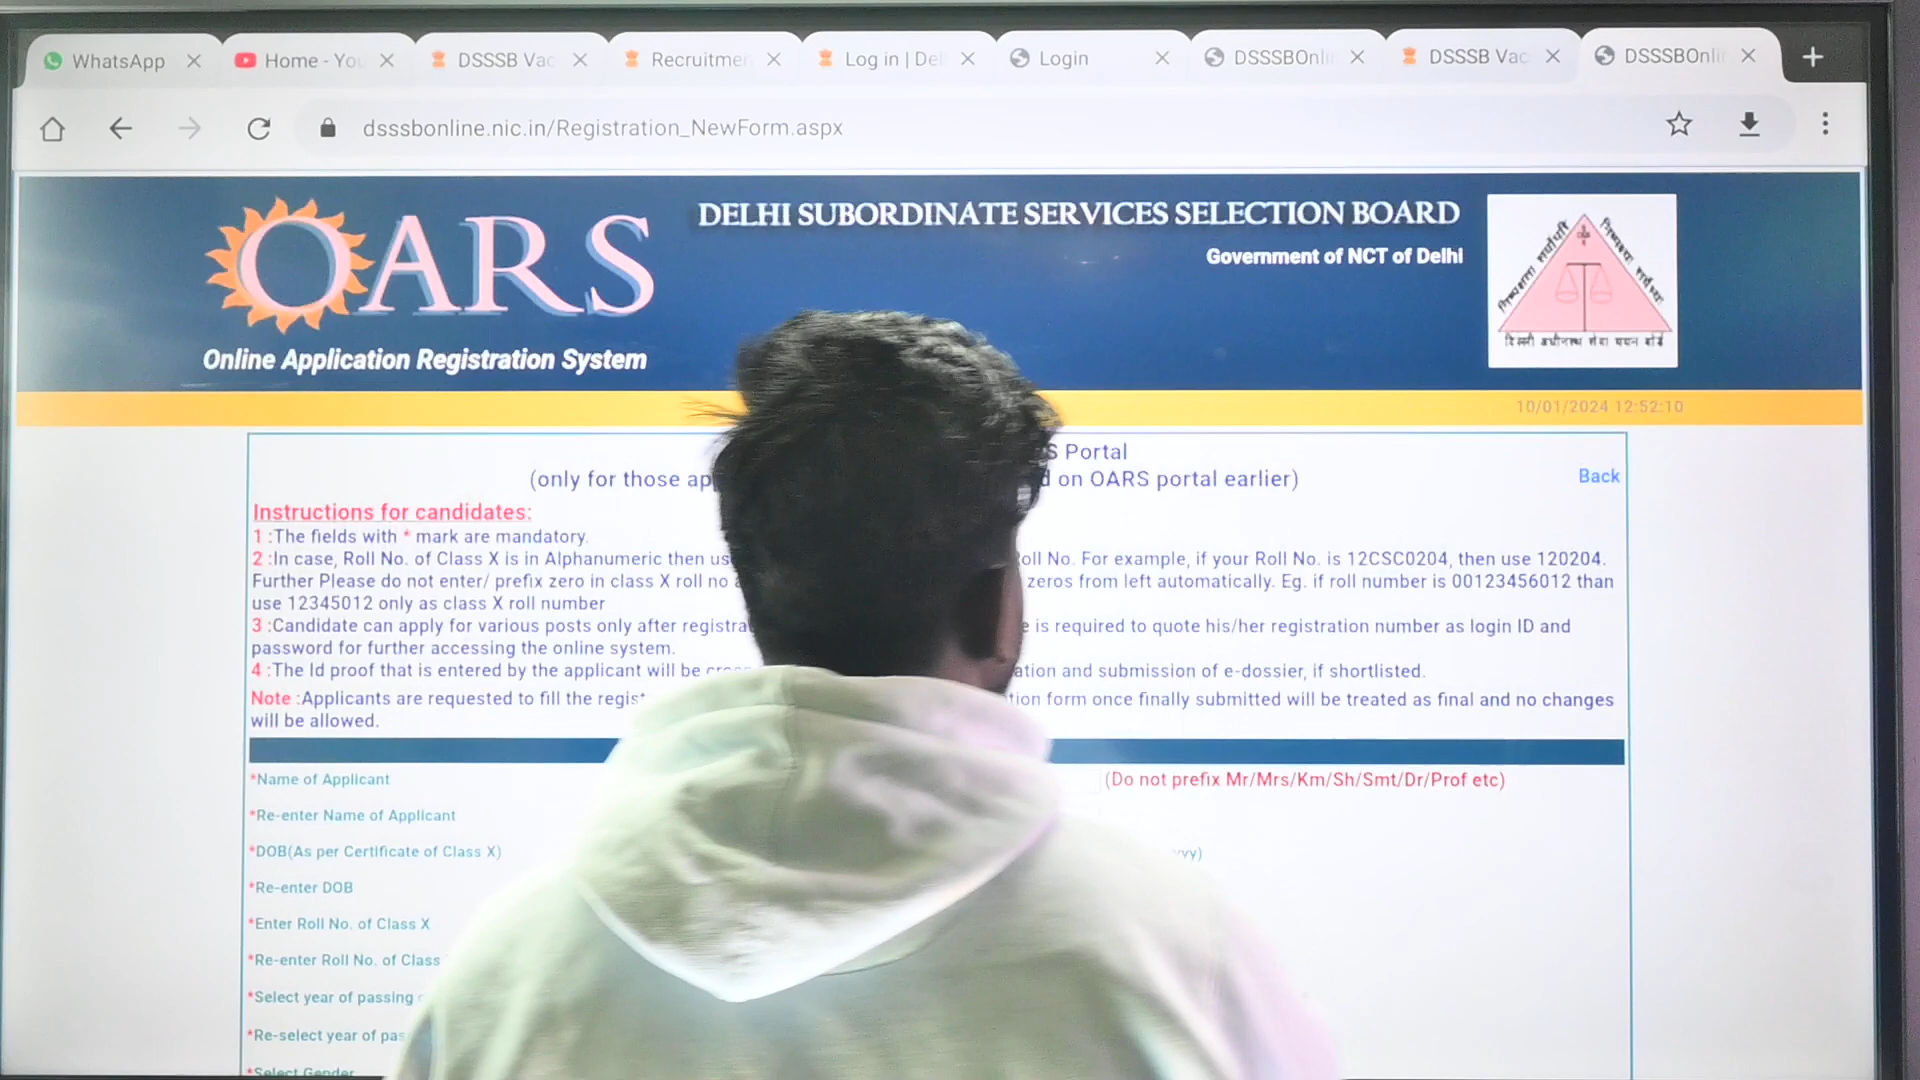 WhatsApp
Home - You
DSSSB Vac
Recruitmen
Log in | Del
Login
DSSSBOnli
DSSSB Vac
DSSSBOnli
dsssbonline.nic.in/Registration_NewForm.aspx
OARS
Online Application Registration System
DELHI SUBORDINATE SERVICES SELECTION BOARD
Government of NCT of Delhi
दिल्ली अधीनस्थ सेवा चयन बोर्ड
10/01/2024 12:52:10
S Portal
(only for those app d on OARS portal earlier)
Back
Instructions for candidates:
1 :The fields with * mark are mandatory.
2 :In case, Roll No. of Class X is in Alphanumeric then us Roll No. For example, if your Roll No. is 12CSC0204, then use 120204.
Further Please do not enter/ prefix zero in class X roll no zeros from left automatically. Eg. if roll number is 00123456012 than
use 12345012 only as class X roll number
3 :Candidate can apply for various posts only after registra e is required to quote his/her registration number as login ID and
password for further accessing the online system.
4 :The Id proof that is entered by the applicant will be cross ation and submission of e-dossier, if shortlisted.
Note :Applicants are requested to fill the regist tion form once finally submitted will be treated as final and no changes
will be allowed.
*Name of Applicant (Do not prefix Mr/Mrs/Km/Sh/Smt/Dr/Prof etc)
*Re-enter Name of Applicant
*DOB(As per Certificate of Class X) yyy)
*Re-enter DOB
*Enter Roll No. of Class X
*Re-enter Roll No. of Class
*Select year of passing
*Re-select year of pas
*Select Gender